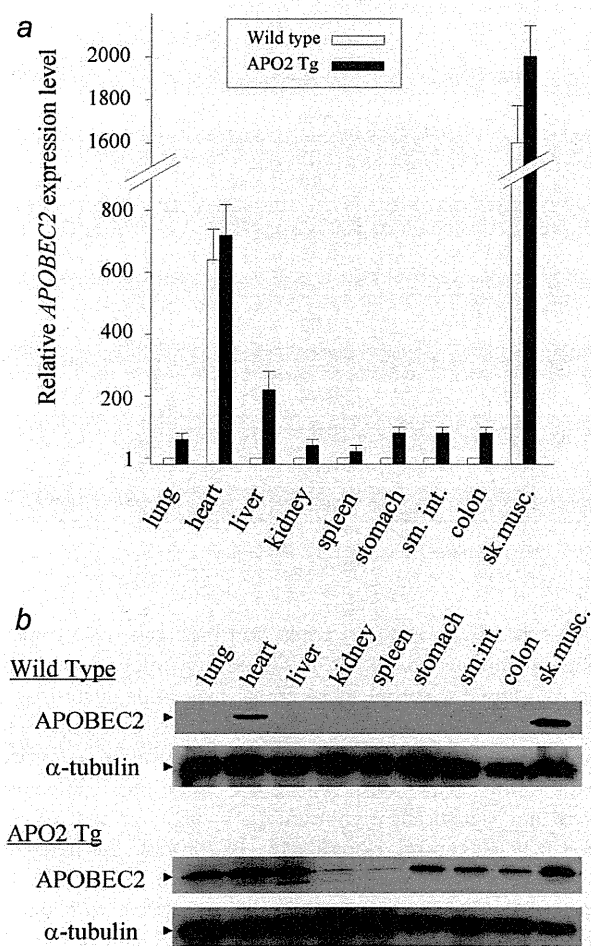 a
Wild type
APO2 Tg
Relative APOBEC2 expression level
2000
1800
1600
800
600
400
200
1
lung
heart
liver
kidney
spleen
stomach
sm. int.
colon
sk.musc.
b
Wild Type
lung
heart
liver
kidney
spleen
stomach
sm.int.
colon
sk.musc.
APOBEC2
α-tubulin
APO2 Tg
APOBEC2
α-tubulin